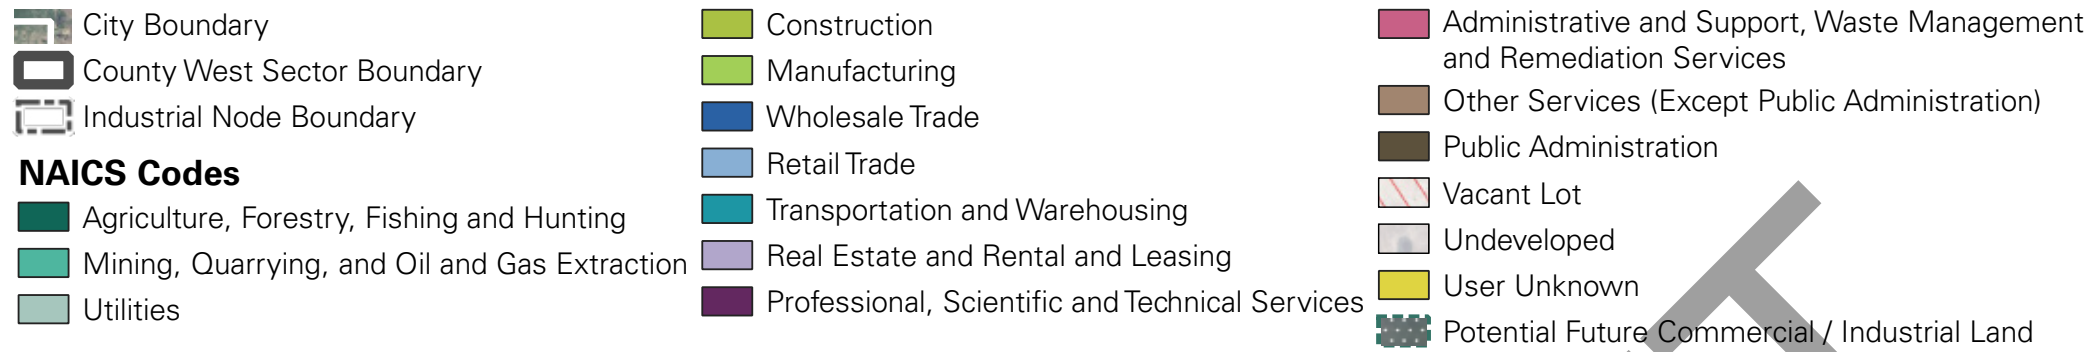 City Boundary
County West Sector Boundary
Industrial Node Boundary
NAICS Codes
Agriculture, Forestry, Fishing and Hunting
Mining, Quarrying, and Oil and Gas Extraction
Utilities
Construction
Manufacturing
Wholesale Trade
Retail Trade
Transportation and Warehousing
Real Estate and Rental and Leasing
Professional, Scientific and Technical Services
Administrative and Support, Waste Management
and Remediation Services
Other Services (Except Public Administration)
Public Administration
Vacant Lot
Undeveloped
User Unknown
Potential Future Commercial / Industrial Land